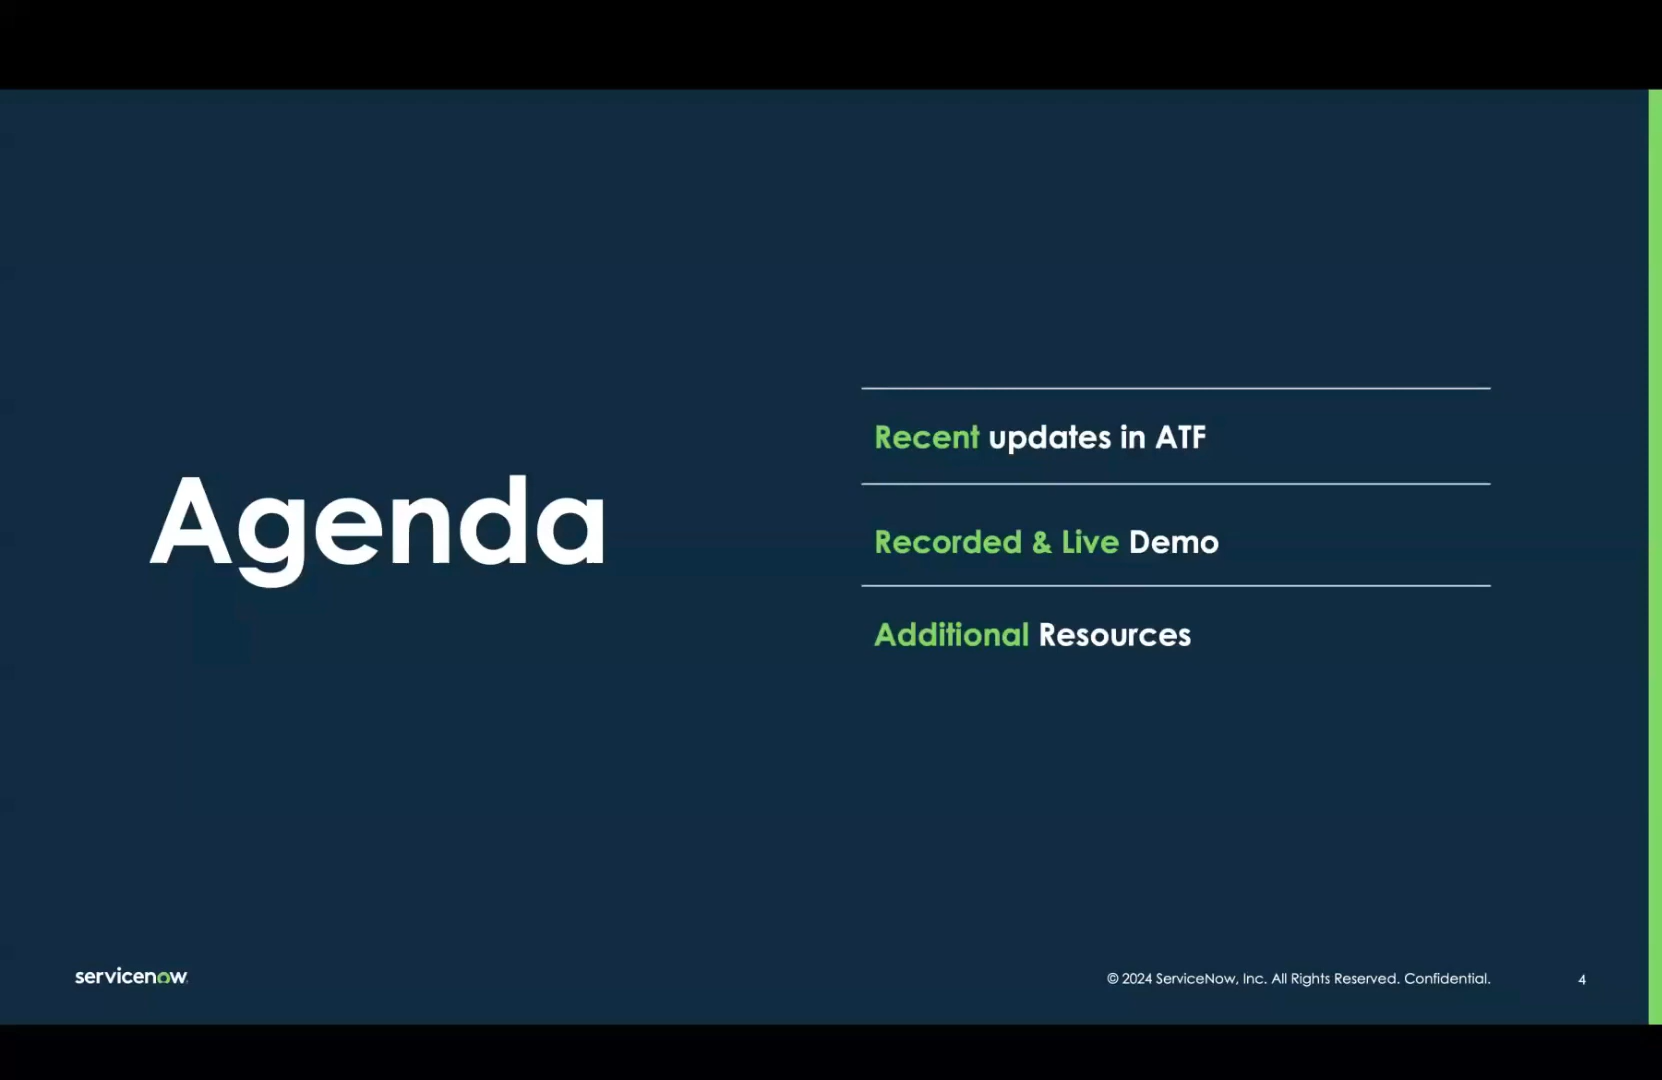 Agenda
Recent updates in ATF
Recorded & Live Demo
Additional Resources
servicenow
© 2024 ServiceNow, Inc. All Rights Reserved. Confidential.
4